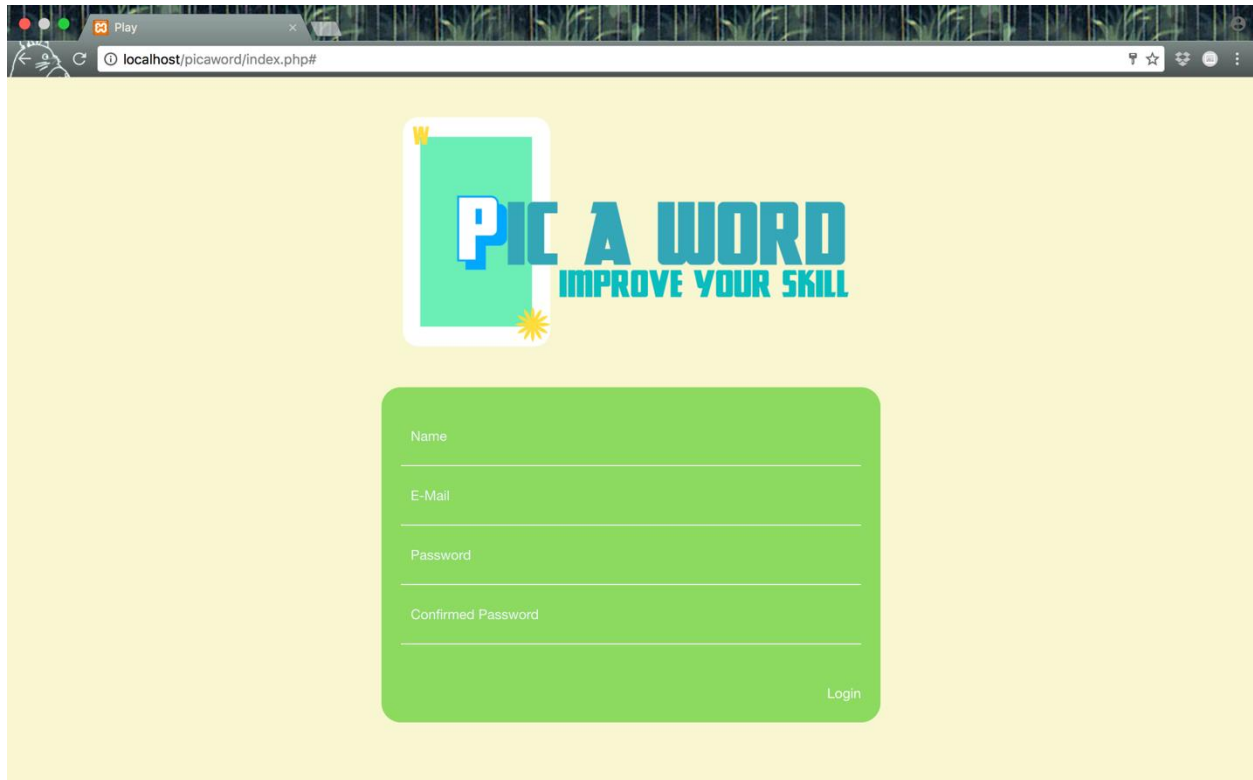 Play
localhost/picaword/index.php#
W
PIC A WORD
IMPROVE YOUR SKILL
Name
E-Mail
Password
Confirmed Password
Login